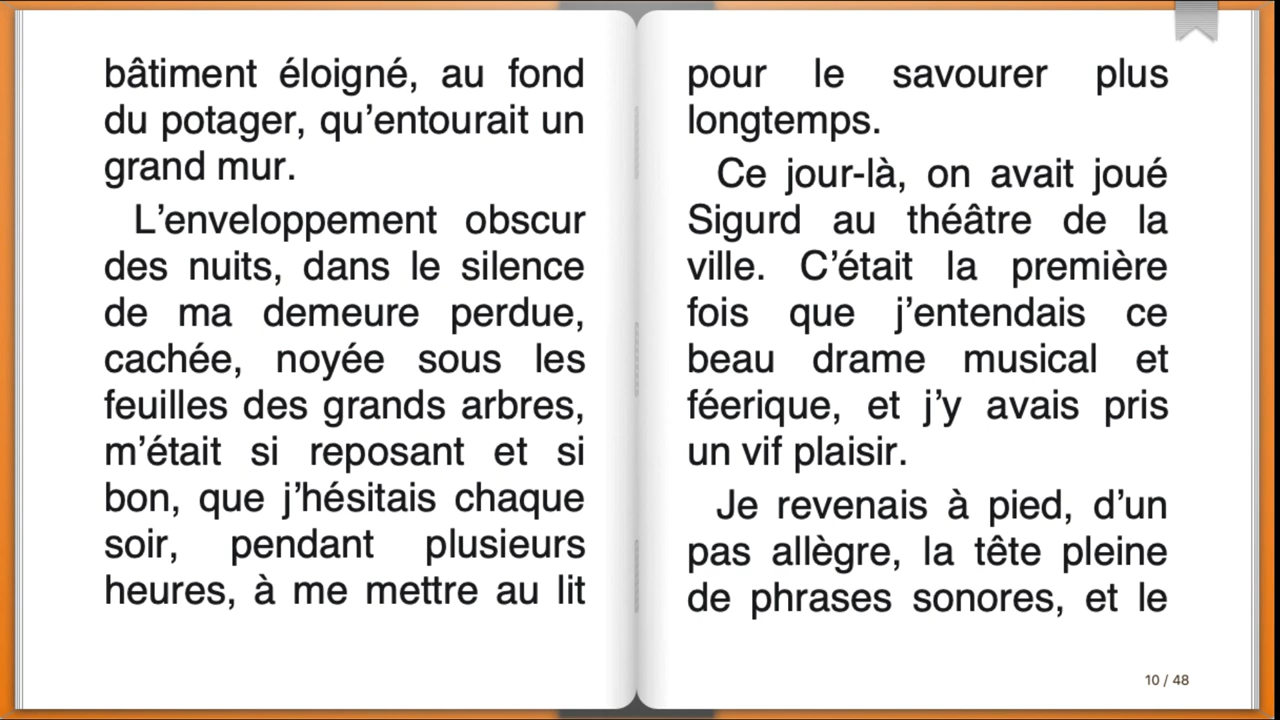 bâtiment éloigné, au fond
du potager, qu’entourait un
grand mur.
L’enveloppement obscur
des nuits, dans le silence
de ma demeure perdue,
cachée, noyée sous les
feuilles des grands arbres,
m’était si reposant et si
bon, que j’hésitais chaque
soir, pendant plusieurs
heures, à me mettre au lit
pour le savourer plus
longtemps.
Ce jour-là, on avait joué
Sigurd au théâtre de la
ville. C’était la première
fois que j’entendais ce
beau drame musical et
féerique, et j’y avais pris
un vif plaisir.
Je revenais à pied, d’un
pas allègre, la tête pleine
de phrases sonores, et le
10 / 48